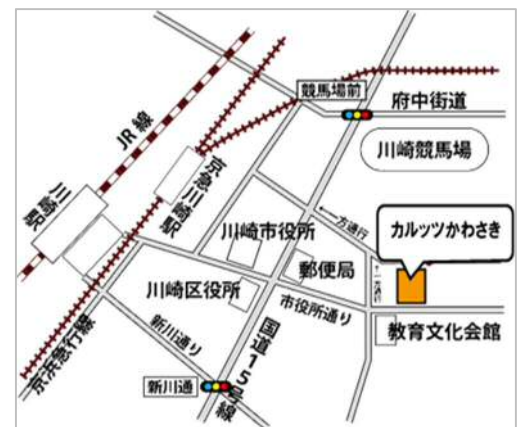 競馬場前
府中街道
JR線
川崎競馬場
京急川崎駅
川崎駅
←一方通行
カルッツかわさき
川崎市役所
郵便局
←一方通行
川崎区役所
市役所通り
教育文化会館
新川通り
京浜急行線
国道15号線
新川通